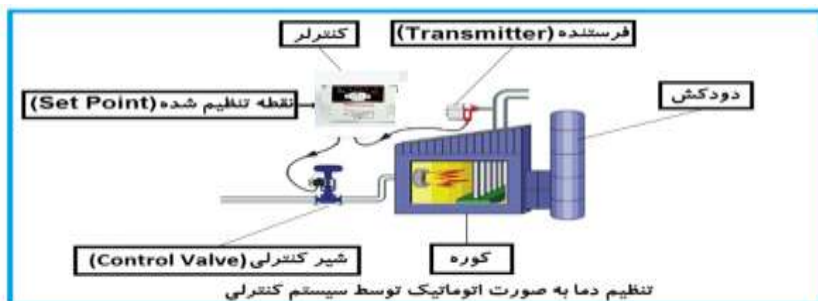 کنترلر
فرستنده (Transmitter)
نقطه تنظیم شده (Set Point)
دودکش
شیر کنترلی (Control Valve)
کوره
تنظیم دما به صورت اتوماتیک توسط سیستم کنترلی